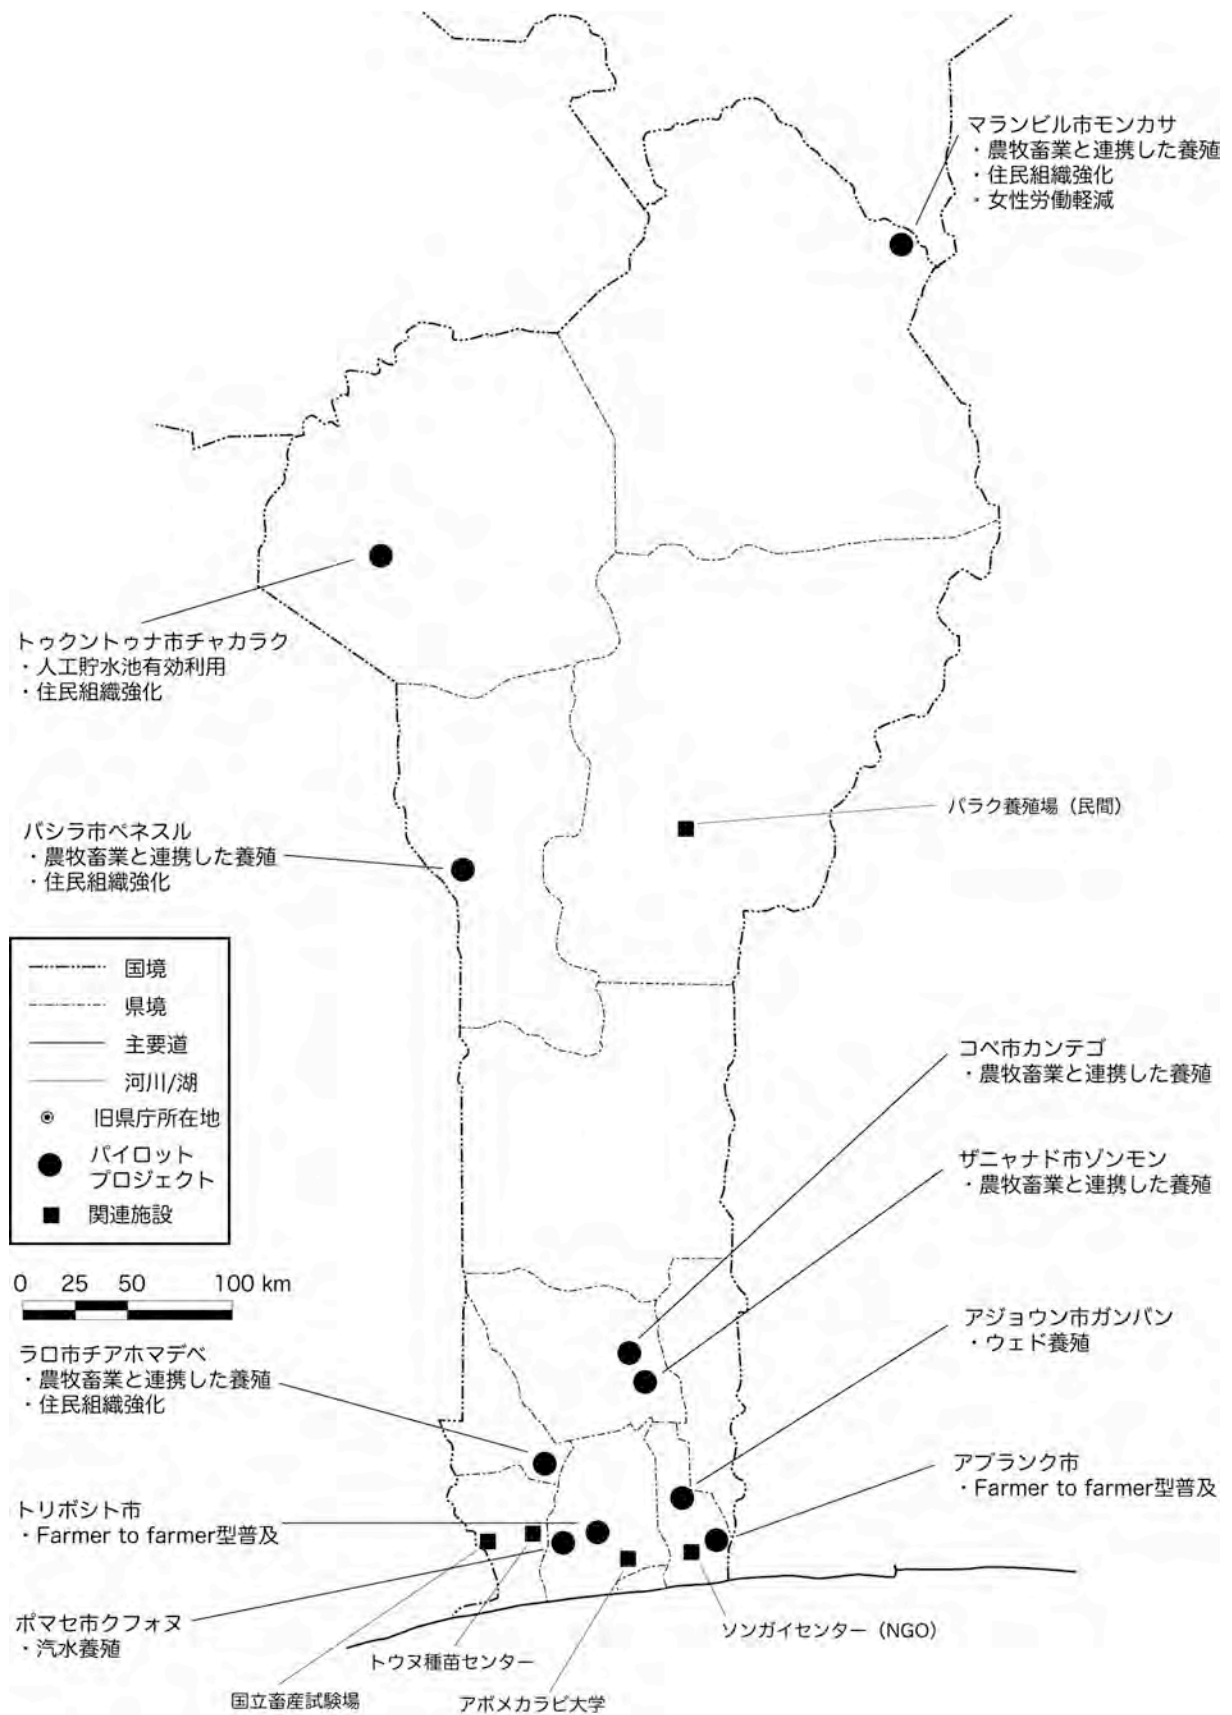 マランビル市モンカサ
・農牧畜業と連携した養殖
・住民組織強化
・女性労働軽減
トゥクントゥナ市チャカラク
・人工貯水池有効利用
・住民組織強化
パラク養殖場（民間）
バシラ市ペネスル
・農牧畜業と連携した養殖
・住民組織強化
国境
県境
主要道
河川/湖
旧県庁所在地
パイロット
プロジェクト
関連施設
0 25 50 100 km
コベ市カンテゴ
・農牧畜業と連携した養殖
ザニャナド市ゾンモン
・農牧畜業と連携した養殖
アジョウン市ガンバン
・ウェド養殖
ラロ市チアホマデベ
・農牧畜業と連携した養殖
・住民組織強化
アブランク市
・Farmer to farmer型普及
トリボシト市
・Farmer to farmer型普及
ポマセ市クフォヌ
・汽水養殖
ソンガイセンター（NGO）
トウヌ種苗センター
国立畜産試験場
アボメカラビ大学